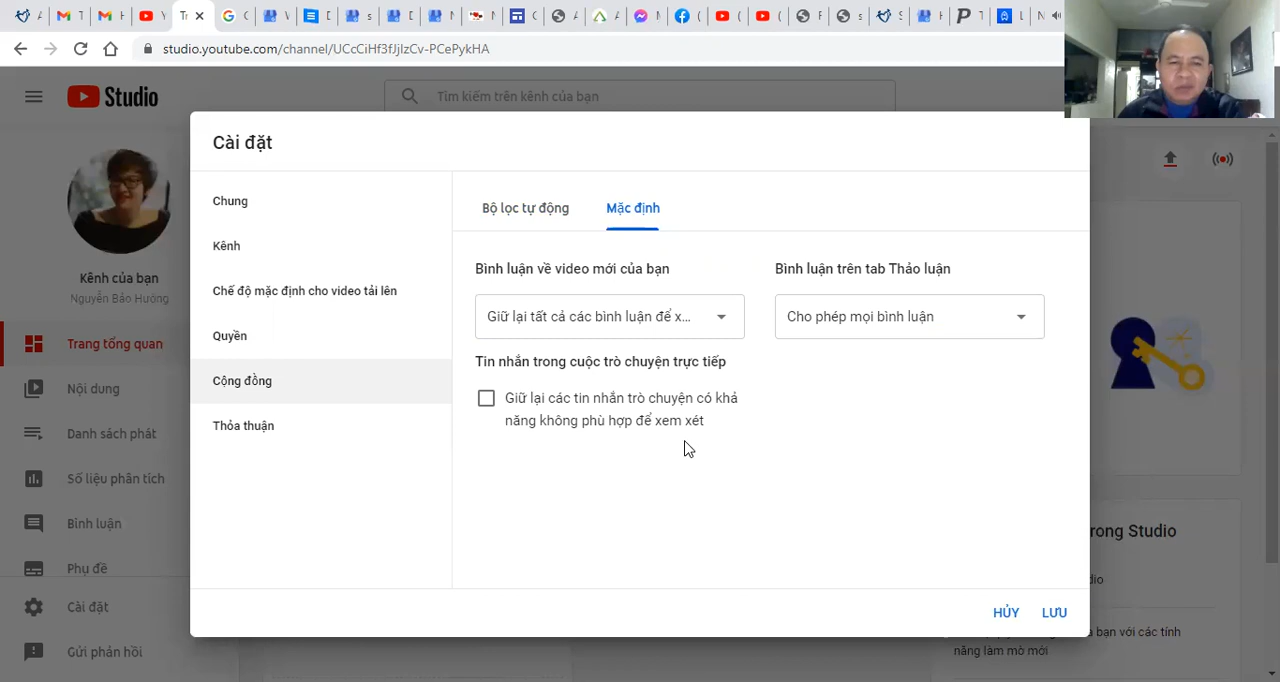 studio.youtube.com/channel/UCcCiHf3fJjIzCv-PCePykHA
Studio
Tìm kiếm trên kênh của bạn
Cài đặt
Kênh của bạn
Nguyễn Bảo Hướng
Trang tổng quan
Nội dung
Danh sách phát
Số liệu phân tích
Bình luận
Phụ đề
Cài đặt
Gửi phản hồi
Chung
Kênh
Chế độ mặc định cho video tải lên
Quyền
Cộng đồng
Thỏa thuận
Bộ lọc tự động
Mặc định
Bình luận về video mới của bạn
Bình luận trên tab Thảo luận
Giữ lại tất cả các bình luận để x...
Cho phép mọi bình luận
Tin nhắn trong cuộc trò chuyện trực tiếp
Giữ lại các tin nhắn trò chuyện có khả
năng không phù hợp để xem xét
HỦY
LƯU
rong Studio
dio
bạn với các tính
năng làm mờ mới